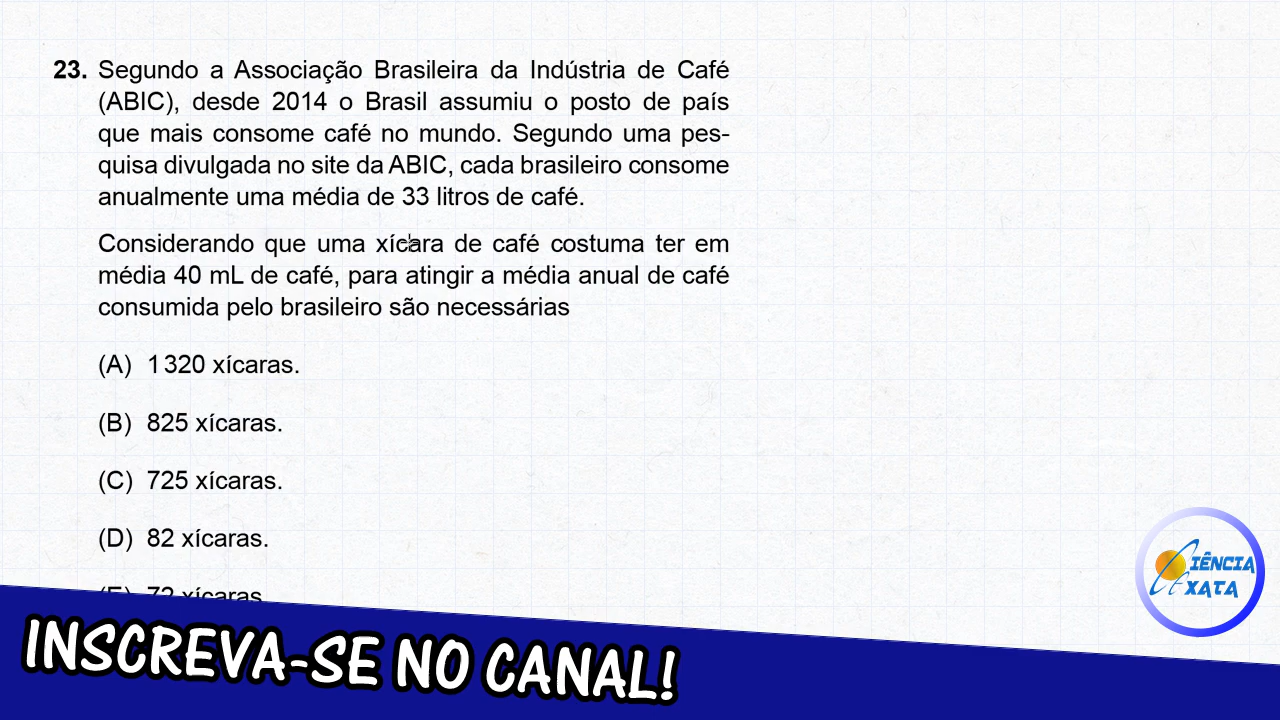 23. Segundo a Associação Brasileira da Indústria de Café
(ABIC), desde 2014 o Brasil assumiu o posto de país
que mais consome café no mundo. Segundo uma pes-
quisa divulgada no site da ABIC, cada brasileiro consome
anualmente uma média de 33 litros de café.
Considerando que uma xícara de café costuma ter em
média 40 mL de café, para atingir a média anual de café
consumida pelo brasileiro são necessárias
(A) 1 320 xícaras.
(B) 825 xícaras.
(C) 725 xícaras.
(D) 82 xícaras.
(E) 72 xícaras
CIÊNCIA
EXATA
INSCREVA-SE NO CANAL!